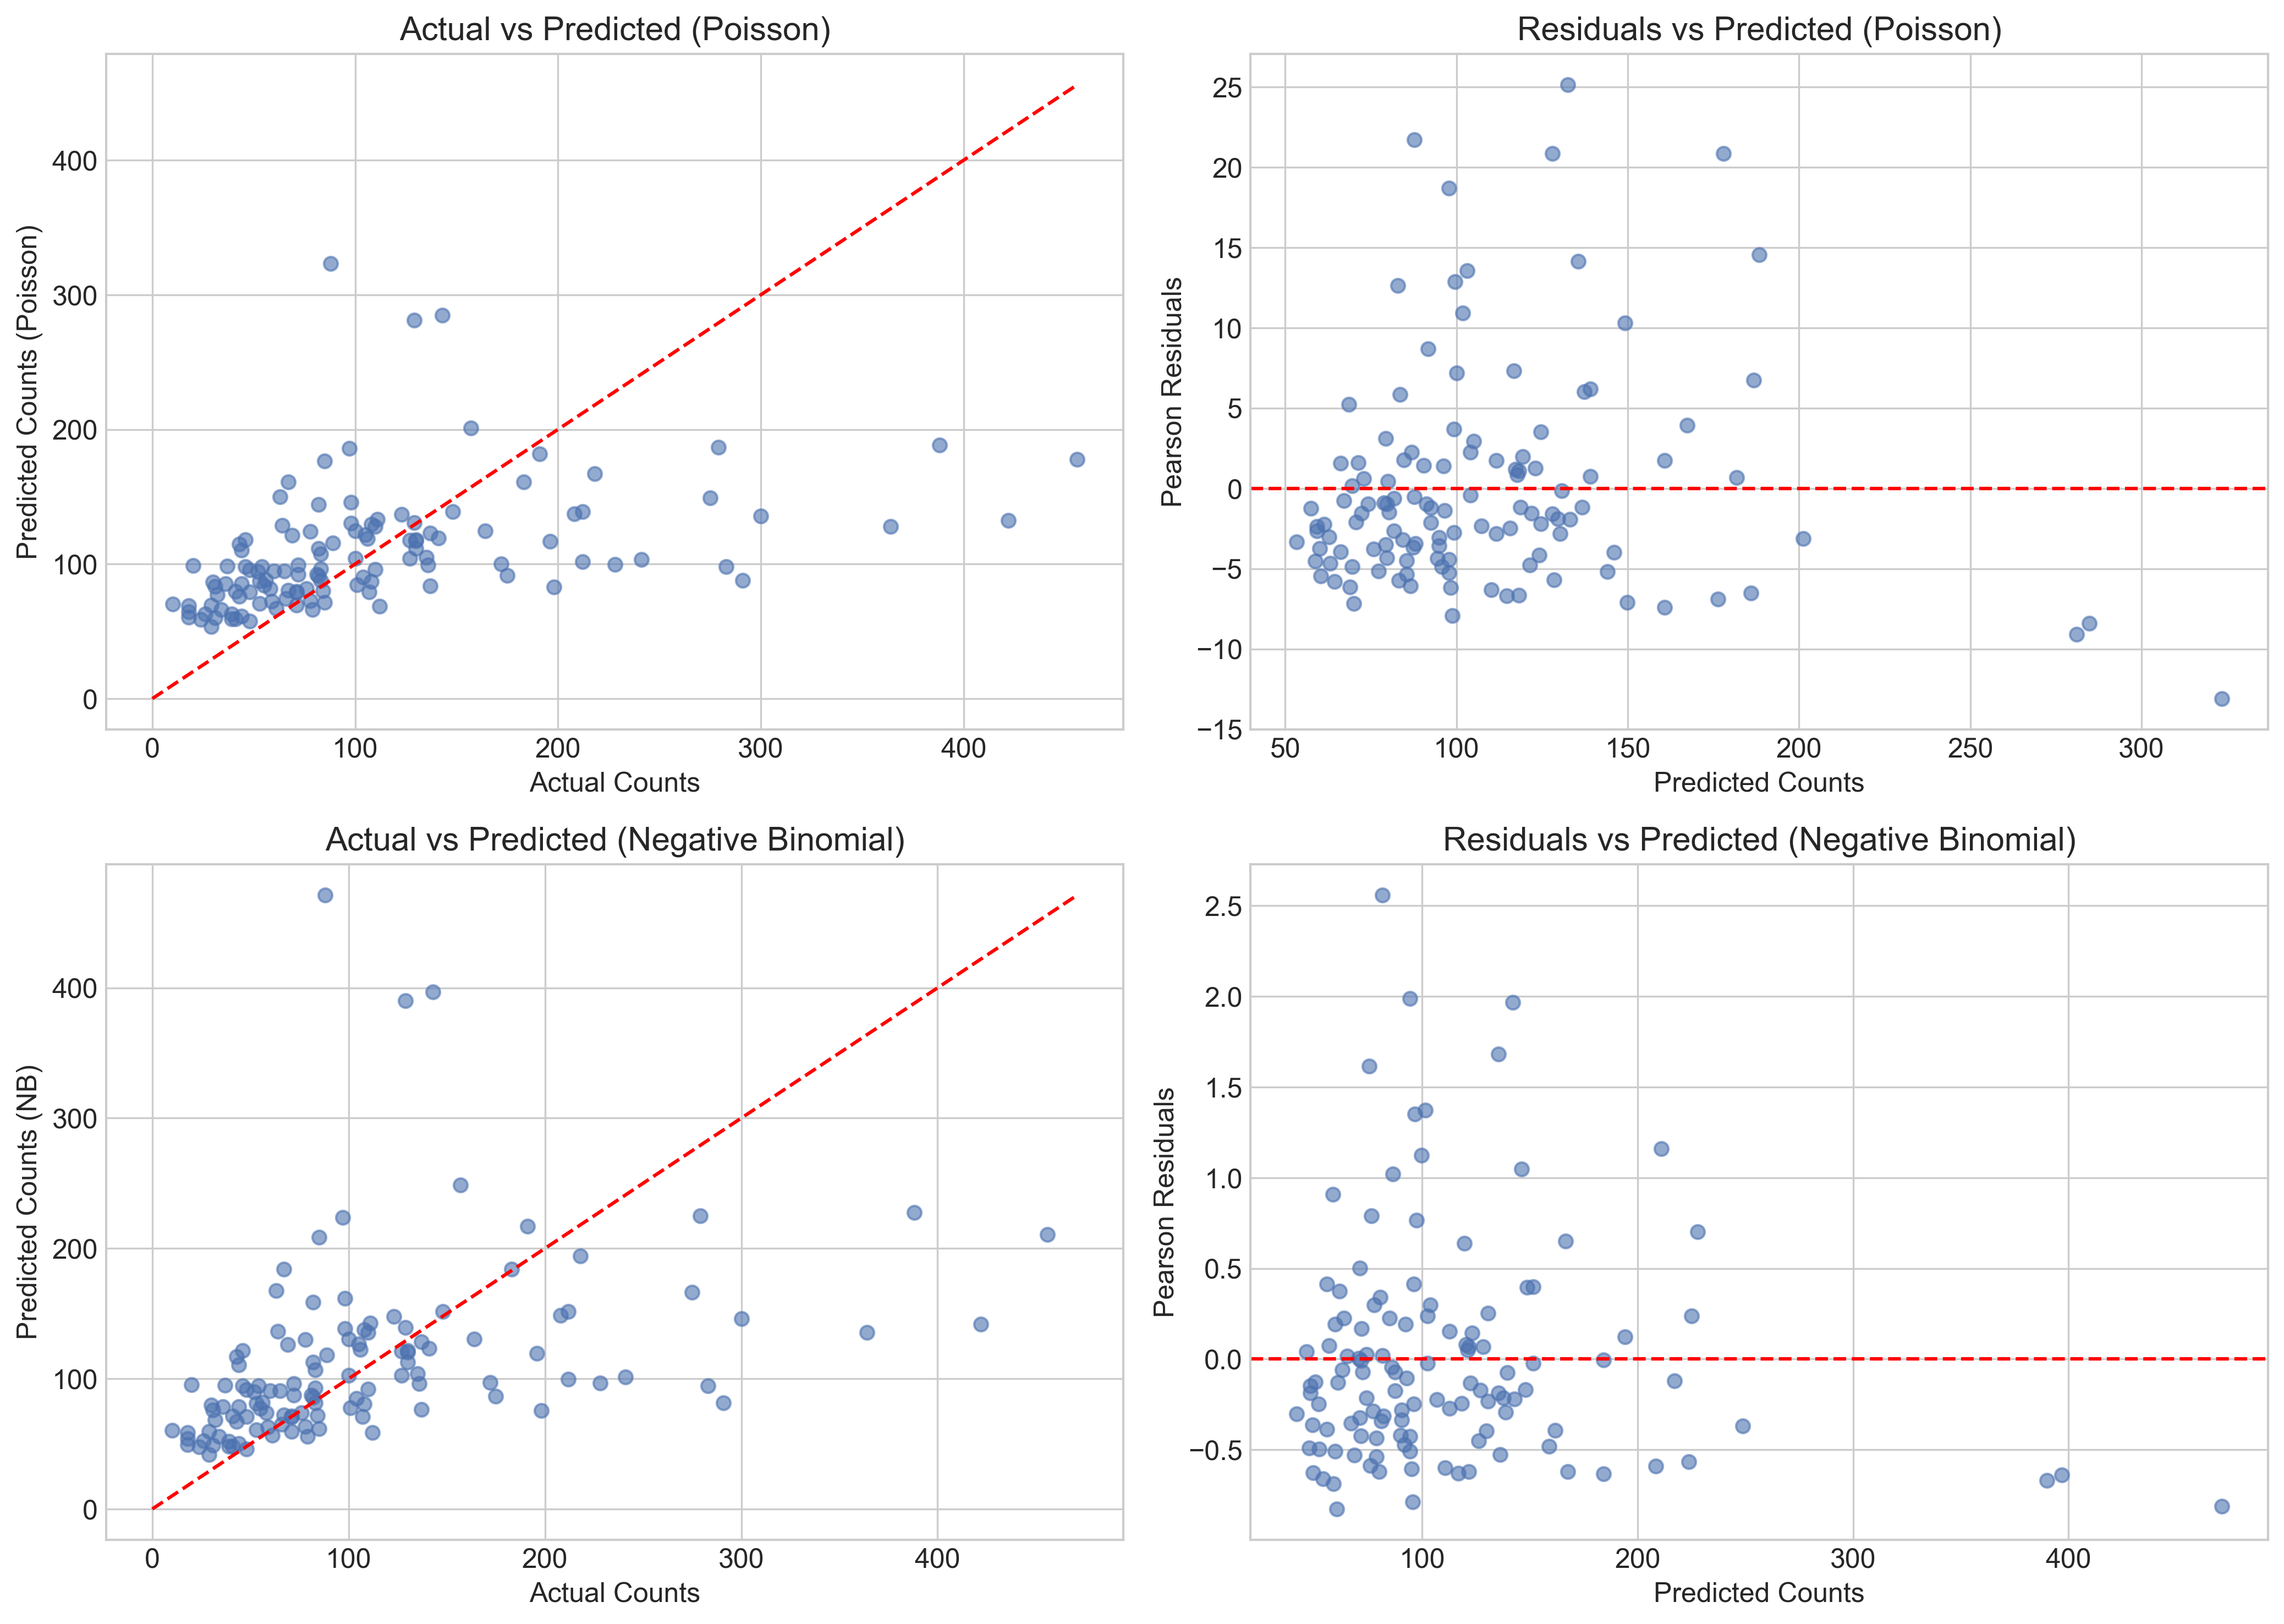 Actual vs Predicted (Poisson)
Predicted Counts (Poisson)
400
300
200
100
0
0 100 200 300 400
Actual Counts
Residuals vs Predicted (Poisson)
Pearson Residuals
25
20
15
10
5
0
−5
−10
−15
50 100 150 200 250 300
Predicted Counts
Actual vs Predicted (Negative Binomial)
Predicted Counts (NB)
400
300
200
100
0
0 100 200 300 400
Actual Counts
Residuals vs Predicted (Negative Binomial)
Pearson Residuals
2.5
2.0
1.5
1.0
0.5
0.0
−0.5
100 200 300 400
Predicted Counts